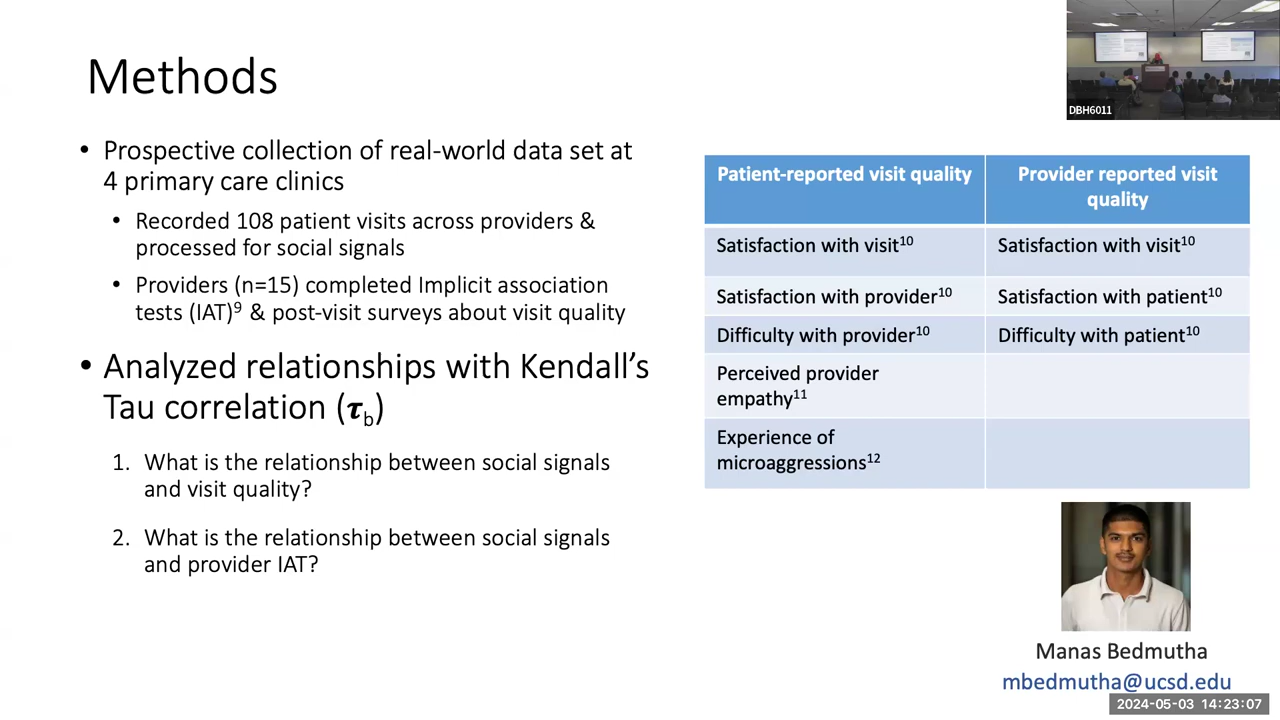 Methods
• Prospective collection of real-world data set at
4 primary care clinics
• Recorded 108 patient visits across providers &
processed for social signals
• Providers (n=15) completed Implicit association
tests (IAT)⁹ & post-visit surveys about visit quality
• Analyzed relationships with Kendall’s
Tau correlation (𝝉b)
1. What is the relationship between social signals
and visit quality?
2. What is the relationship between social signals
and provider IAT?
DBH6011
Patient-reported visit quality
Provider reported visit
quality
Satisfaction with visit¹⁰
Satisfaction with visit¹⁰
Satisfaction with provider¹⁰
Satisfaction with patient¹⁰
Difficulty with provider¹⁰
Difficulty with patient¹⁰
Perceived provider
empathy¹¹
Experience of
microaggressions¹²
Manas Bedmutha
mbedmutha@ucsd.edu
2024-05-03 14:23:07